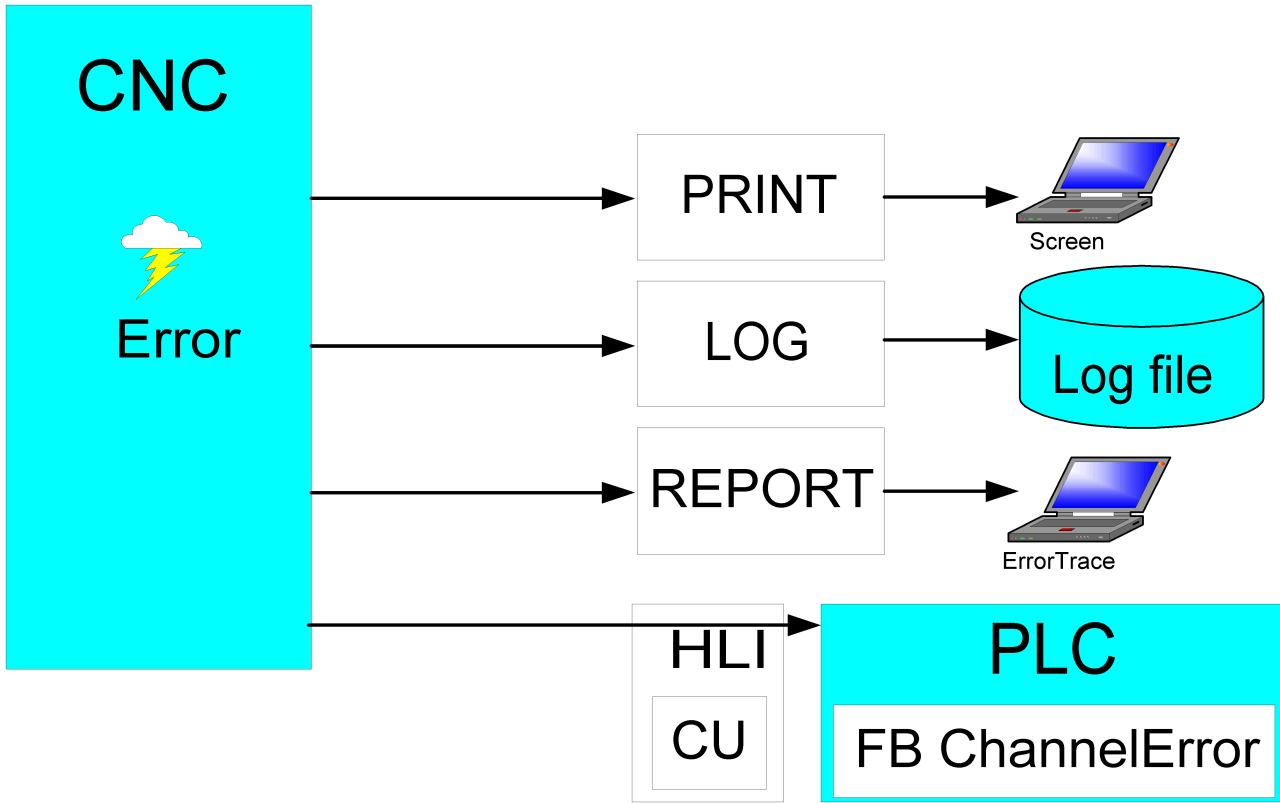 CNC
Error
PRINT
Screen
LOG
Log file
REPORT
ErrorTrace
HLI
CU
PLC
FB ChannelError